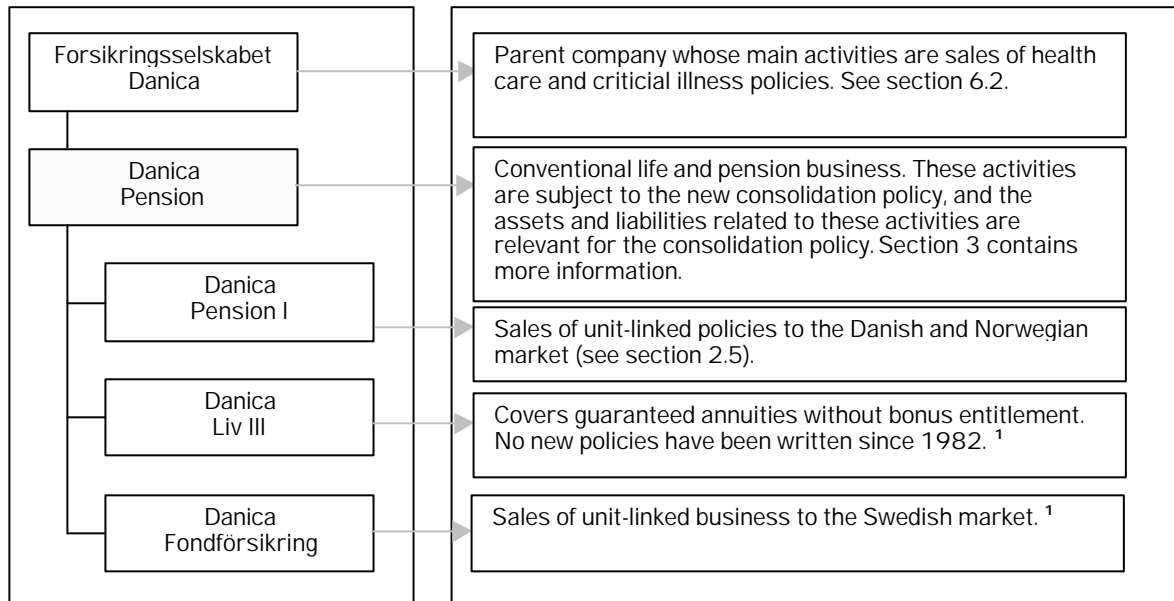 Forsikringsselskabet
Danica
Parent company whose main activities are sales of health
care and criticial illness policies. See section 6.2.
Danica
Pension
Conventional life and pension business. These activities
are subject to the new consolidation policy, and the
assets and liabilities related to these activities are
relevant for the consolidation policy. Section 3 contains
more information.
Danica
Pension I
Sales of unit-linked policies to the Danish and Norwegian
market (see section 2.5).
Danica
Liv III
Covers guaranteed annuities without bonus entitlement.
No new policies have been written since 1982. ¹
Danica
Fondförsikring
Sales of unit-linked business to the Swedish market. ¹